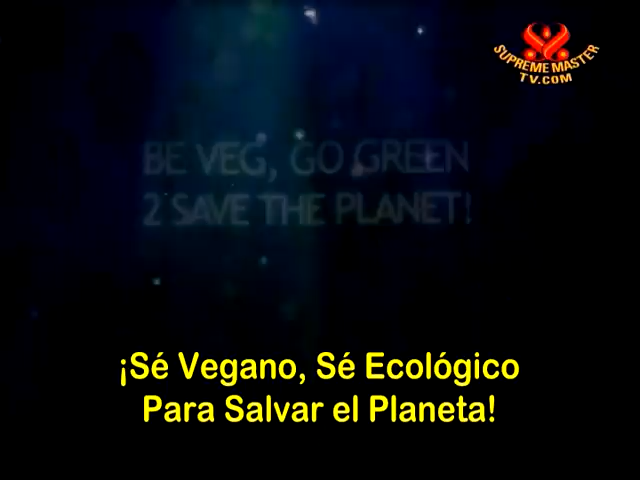 SUPREME MASTER
TV.COM
BE VEG, GO GREEN
2 SAVE THE PLANET!
¡Sé Vegano, Sé Ecológico
Para Salvar el Planeta!